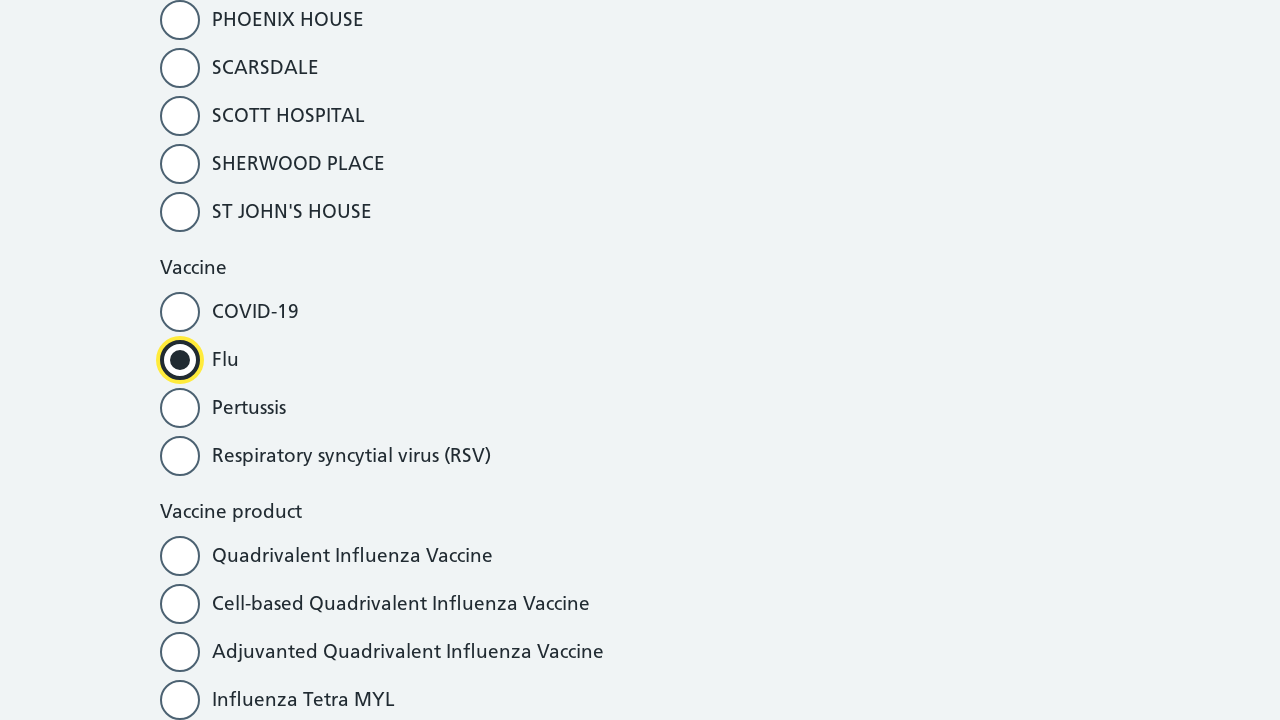 PHOENIX HOUSE
SCARSDALE
SCOTT HOSPITAL
SHERWOOD PLACE
ST JOHN'S HOUSE
Vaccine
COVID-19
Flu
Pertussis
Respiratory syncytial virus (RSV)
Vaccine product
Quadrivalent Influenza Vaccine
Cell-based Quadrivalent Influenza Vaccine
Adjuvanted Quadrivalent Influenza Vaccine
Influenza Tetra MYL